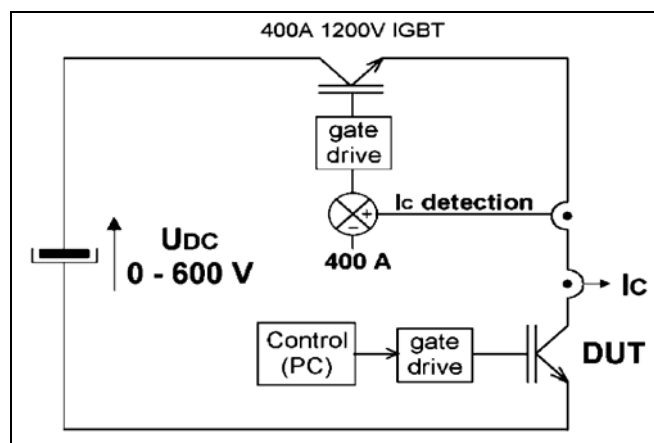 400A 1200V IGBT
gate
drive
Ic detection
+
−
400 A
UDC
0 - 600 V
Ic
Control
(PC)
gate
drive
DUT